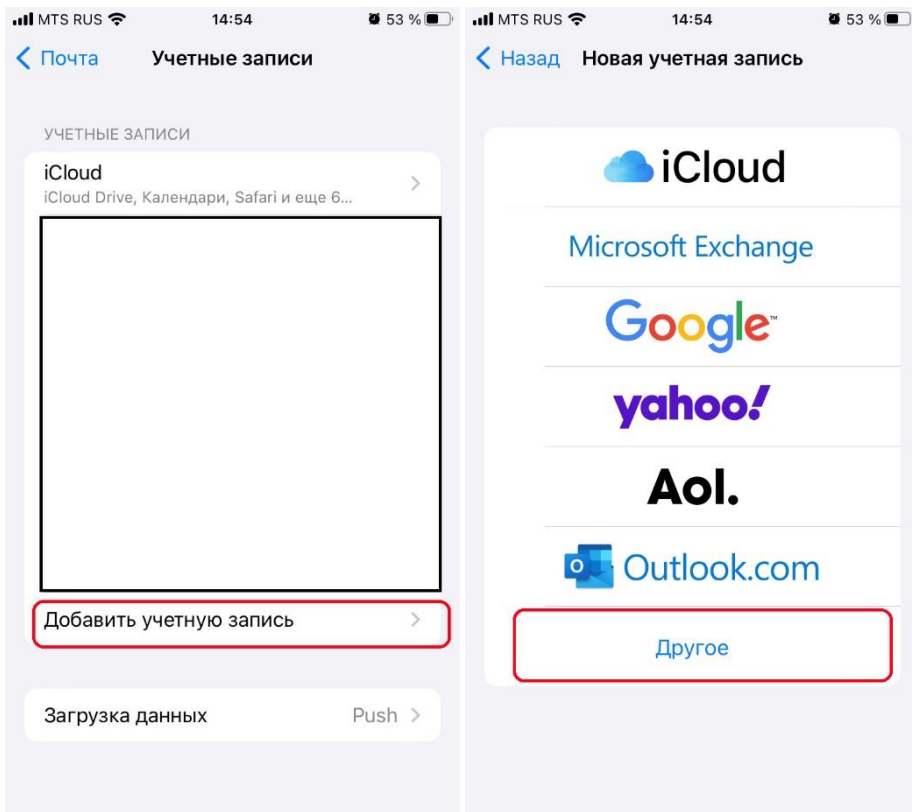 MTS RUS 14:54 53 %
Почта Учетные записи
УЧЕТНЫЕ ЗАПИСИ
iCloud
iCloud Drive, Календари, Safari и еще 6...
Добавить учетную запись
Загрузка данных Push
MTS RUS 14:54 53 %
Назад Новая учетная запись
iCloud
Microsoft Exchange
Google™
yahoo!
Aol.
Outlook.com
Другое